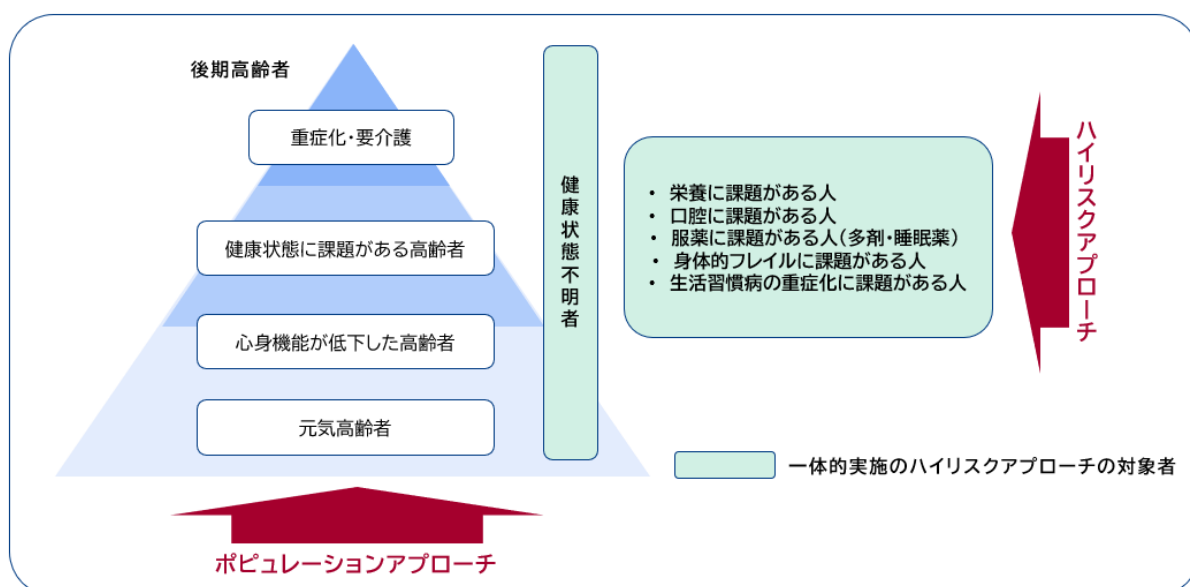 後期高齢者
重症化・要介護
健康状態に課題がある高齢者
心身機能が低下した高齢者
元気高齢者
健康状態不明者
・ 栄養に課題がある人
・ 口腔に課題がある人
・ 服薬に課題がある人(多剤・睡眠薬)
・ 身体的フレイルに課題がある人
・ 生活習慣病の重症化に課題がある人
ハイリスクアプローチ
一体的実施のハイリスクアプローチの対象者
ポピュレーションアプローチ